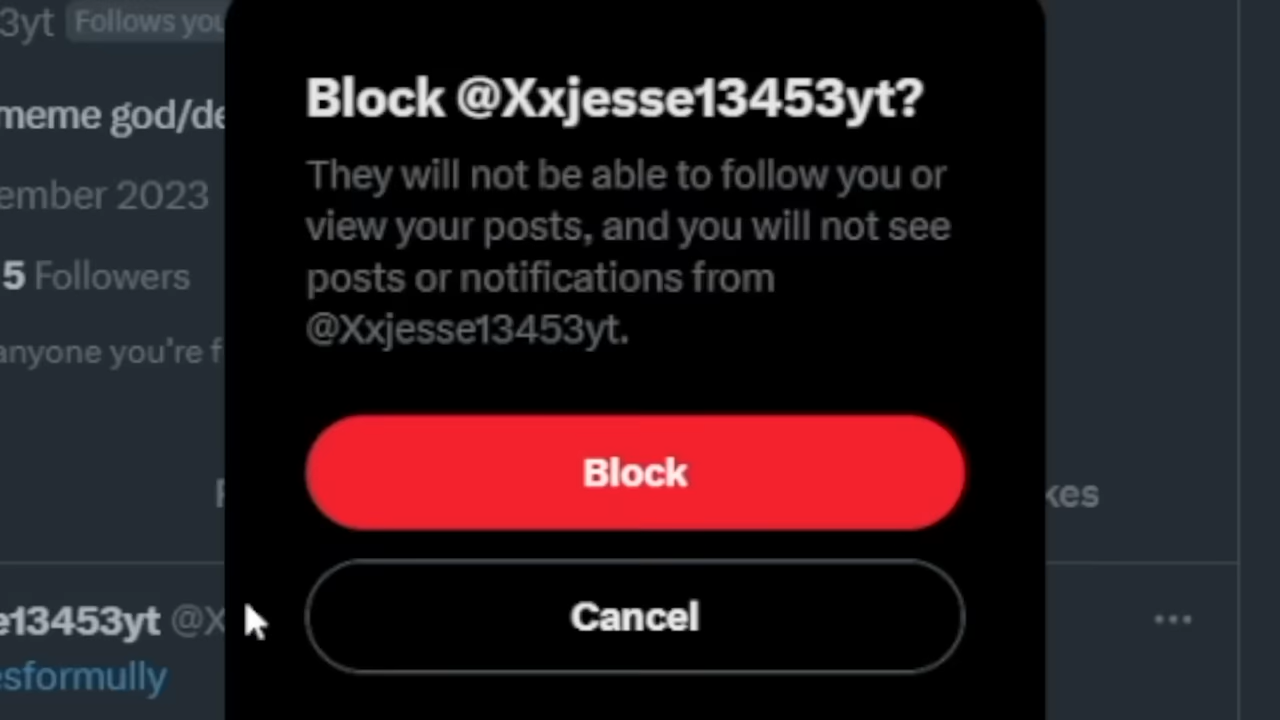 3yt Follows you
meme god/de
ember 2023
5 Followers
anyone you're f
Block @Xxjesse13453yt?
They will not be able to follow you or
view your posts, and you will not see
posts or notifications from
@Xxjesse13453yt.
Block
kes
Cancel
e13453yt @X
esformully